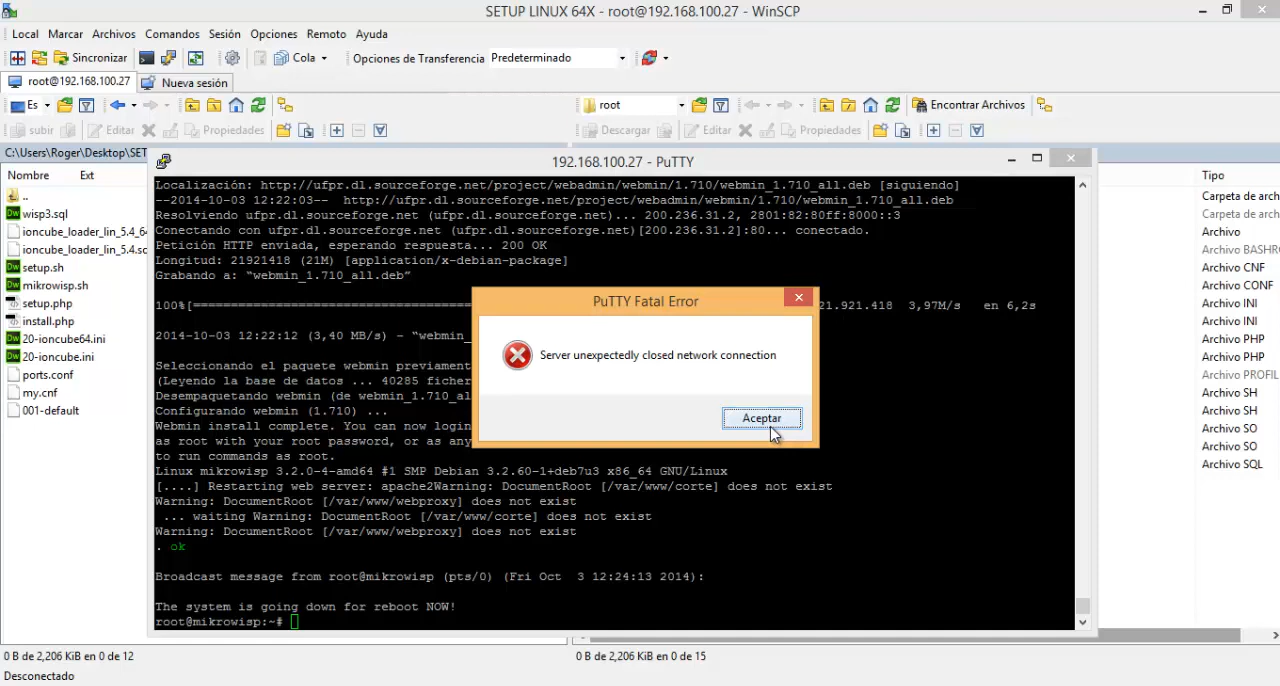 SETUP LINUX 64X - root@192.168.100.27 - WinSCP
Local Marcar Archivos Comandos Sesión Opciones Remoto Ayuda
Sincronizar Cola Opciones de Transferencia Predeterminado
root@192.168.100.27 Nueva sesión
Es root Encontrar Archivos
subir Editar Propiedades Descargar Editar Propiedades
C:\Users\Roger\Desktop\SET
Nombre Ext
..
wisp3.sql
ioncube_loader_lin_5.4_64
ioncube_loader_lin_5.4.so
setup.sh
mikrowisp.sh
setup.php
install.php
20-ioncube64.ini
20-ioncube.ini
ports.conf
my.cnf
001-default
192.168.100.27 - PuTTY
Localización: http://ufpr.dl.sourceforge.net/project/webadmin/webmin/1.710/webmin_1.710_all.deb [siguiendo]
--2014-10-03 12:22:03-- http://ufpr.dl.sourceforge.net/project/webadmin/webmin/1.710/webmin_1.710_all.deb
Resolviendo ufpr.dl.sourceforge.net (ufpr.dl.sourceforge.net)... 200.236.31.2, 2801:82:80ff:8000::3
Conectando con ufpr.dl.sourceforge.net (ufpr.dl.sourceforge.net)[200.236.31.2]:80... conectado.
Petición HTTP enviada, esperando respuesta... 200 OK
Longitud: 21921418 (21M) [application/x-debian-package]
Grabando a: “webmin_1.710_all.deb”
100%[======================================= 21.921.418 3,97M/s en 6,2s
2014-10-03 12:22:12 (3,40 MB/s) - “webmin_
Seleccionando el paquete webmin previament
(Leyendo la base de datos ... 40285 ficher
Desempaquetando webmin (de webmin_1.710_al
Configurando webmin (1.710) ...
Webmin install complete. You can now login
as root with your root password, or as any
to run commands as root.
Linux mikrowisp 3.2.0-4-amd64 #1 SMP Debian 3.2.60-1+deb7u3 x86_64 GNU/Linux
[....] Restarting web server: apache2Warning: DocumentRoot [/var/www/corte] does not exist
Warning: DocumentRoot [/var/www/webproxy] does not exist
... waiting Warning: DocumentRoot [/var/www/corte] does not exist
Warning: DocumentRoot [/var/www/webproxy] does not exist
. ok
Broadcast message from root@mikrowisp (pts/0) (Fri Oct 3 12:24:13 2014):
The system is going down for reboot NOW!
root@mikrowisp:~#
PuTTY Fatal Error
Server unexpectedly closed network connection
Aceptar
Tipo
Carpeta de arch
Carpeta de arch
Archivo
Archivo BASHRO
Archivo CNF
Archivo CONF
Archivo INI
Archivo INI
Archivo PHP
Archivo PHP
Archivo PROFIL
Archivo SH
Archivo SH
Archivo SO
Archivo SO
Archivo SQL
0 B de 2,206 KiB en 0 de 12 0 B de 2,206 KiB en 0 de 15
Desconectado